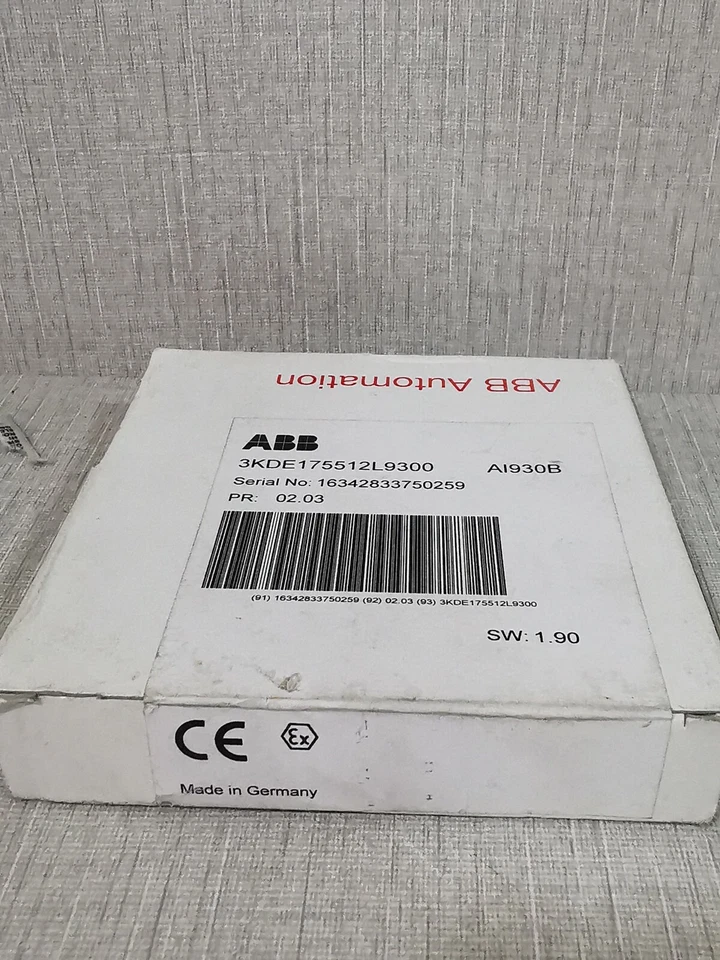 ABB Automation
ABB
3KDE175512L9300 AI930B
Serial No: 16342833750259
PR: 02.03
(91) 16342833750259 (92) 02.03 (93) 3KDE175512L9300
SW: 1.90
CE Ex
Made in Germany